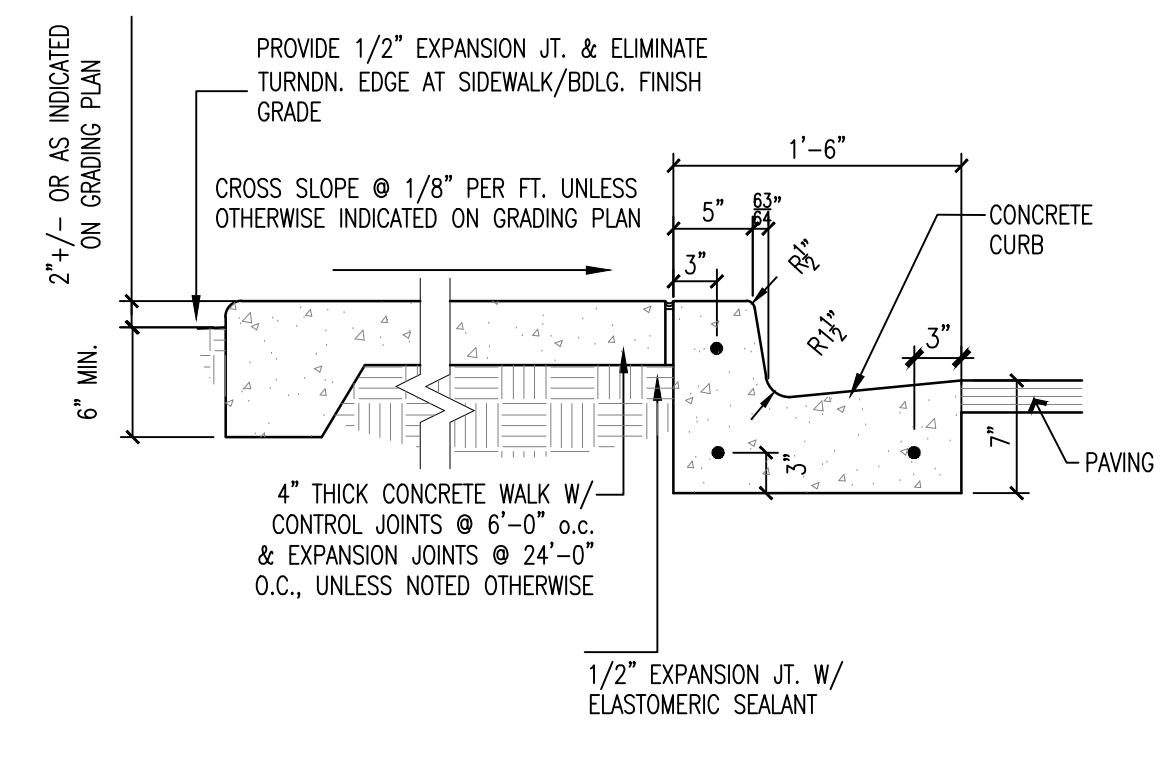 2"+/- OR AS INDICATED
ON GRADING PLAN
PROVIDE 1/2" EXPANSION JT. & ELIMINATE
TURNDN. EDGE AT SIDEWALK/BDLG. FINISH
GRADE
CROSS SLOPE @ 1/8" PER FT. UNLESS
OTHERWISE INDICATED ON GRADING PLAN
1'-6"
5"
63/64"
3"
R1/2"
CONCRETE
CURB
R1 1/2"
3"
6" MIN.
7"
PAVING
3"
4" THICK CONCRETE WALK W/
CONTROL JOINTS @ 6'-0" o.c.
& EXPANSION JOINTS @ 24'-0"
O.C., UNLESS NOTED OTHERWISE
1/2" EXPANSION JT. W/
ELASTOMERIC SEALANT